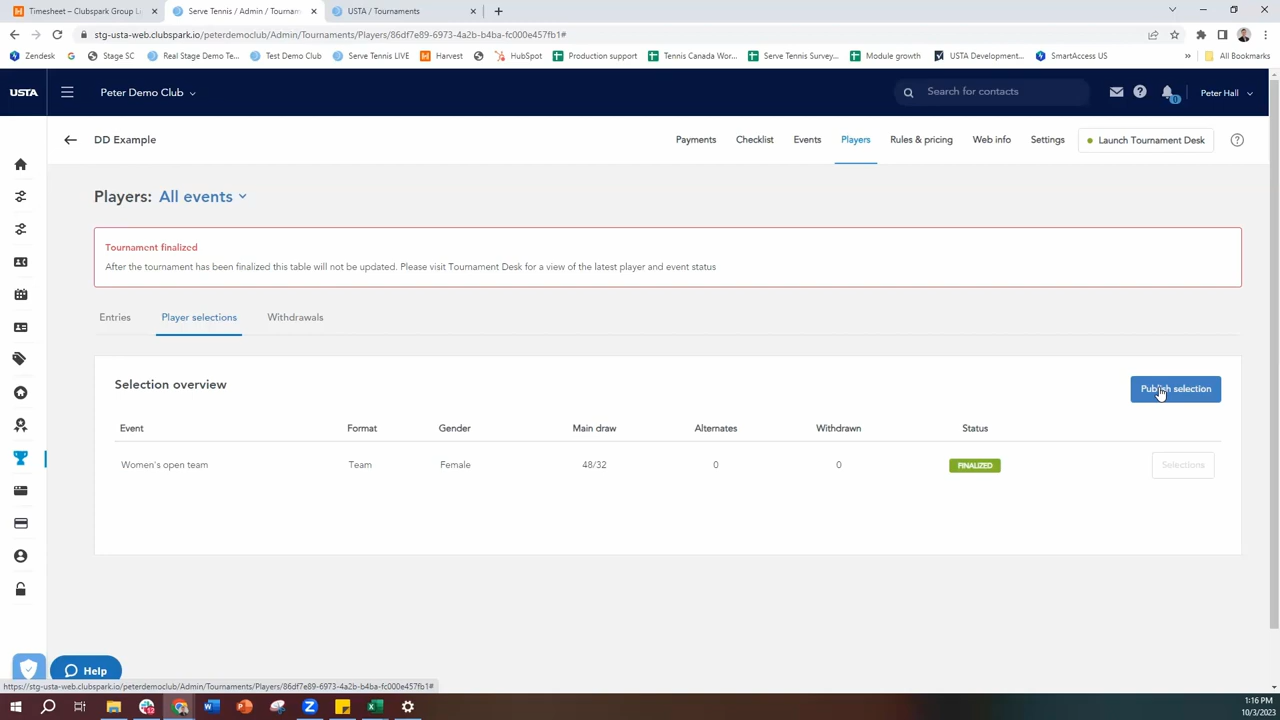 Timesheet – Clubspark Group L
Serve Tennis / Admin / Tournam
USTA / Tournaments
stg-usta-web.clubspark.io/peterdemoclub/Admin/Tournaments/Players/86df7e89-6973-4a2b-b4ba-fc000e457fb1#
Zendesk
Stage SC
Real Stage Demo Te...
Test Demo Club
Serve Tennis LIVE
Harvest
HubSpot
Production support
Tennis Canada Wor...
Serve Tennis Survey...
Module growth
USTA Development...
SmartAccess US
»
All Bookmarks
USTA
Peter Demo Club
Search for contacts
0
Peter Hall
DD Example
Payments
Checklist
Events
Players
Rules & pricing
Web info
Settings
Launch Tournament Desk
Players: All events
Tournament finalized
After the tournament has been finalized this table will not be updated. Please visit Tournament Desk for a view of the latest player and event status
Entries
Player selections
Withdrawals
Selection overview
Publish selection
Event
Format
Gender
Main draw
Alternates
Withdrawn
Status
Women's open team
Team
Female
48/32
0
0
FINALIZED
Selections
Help
https://stg-usta-web.clubspark.io/peterdemoclub/Admin/Tournaments/Players/86df7e89-6973-4a2b-b4ba-fc000e457fb1#
1:16 PM
10/3/2023